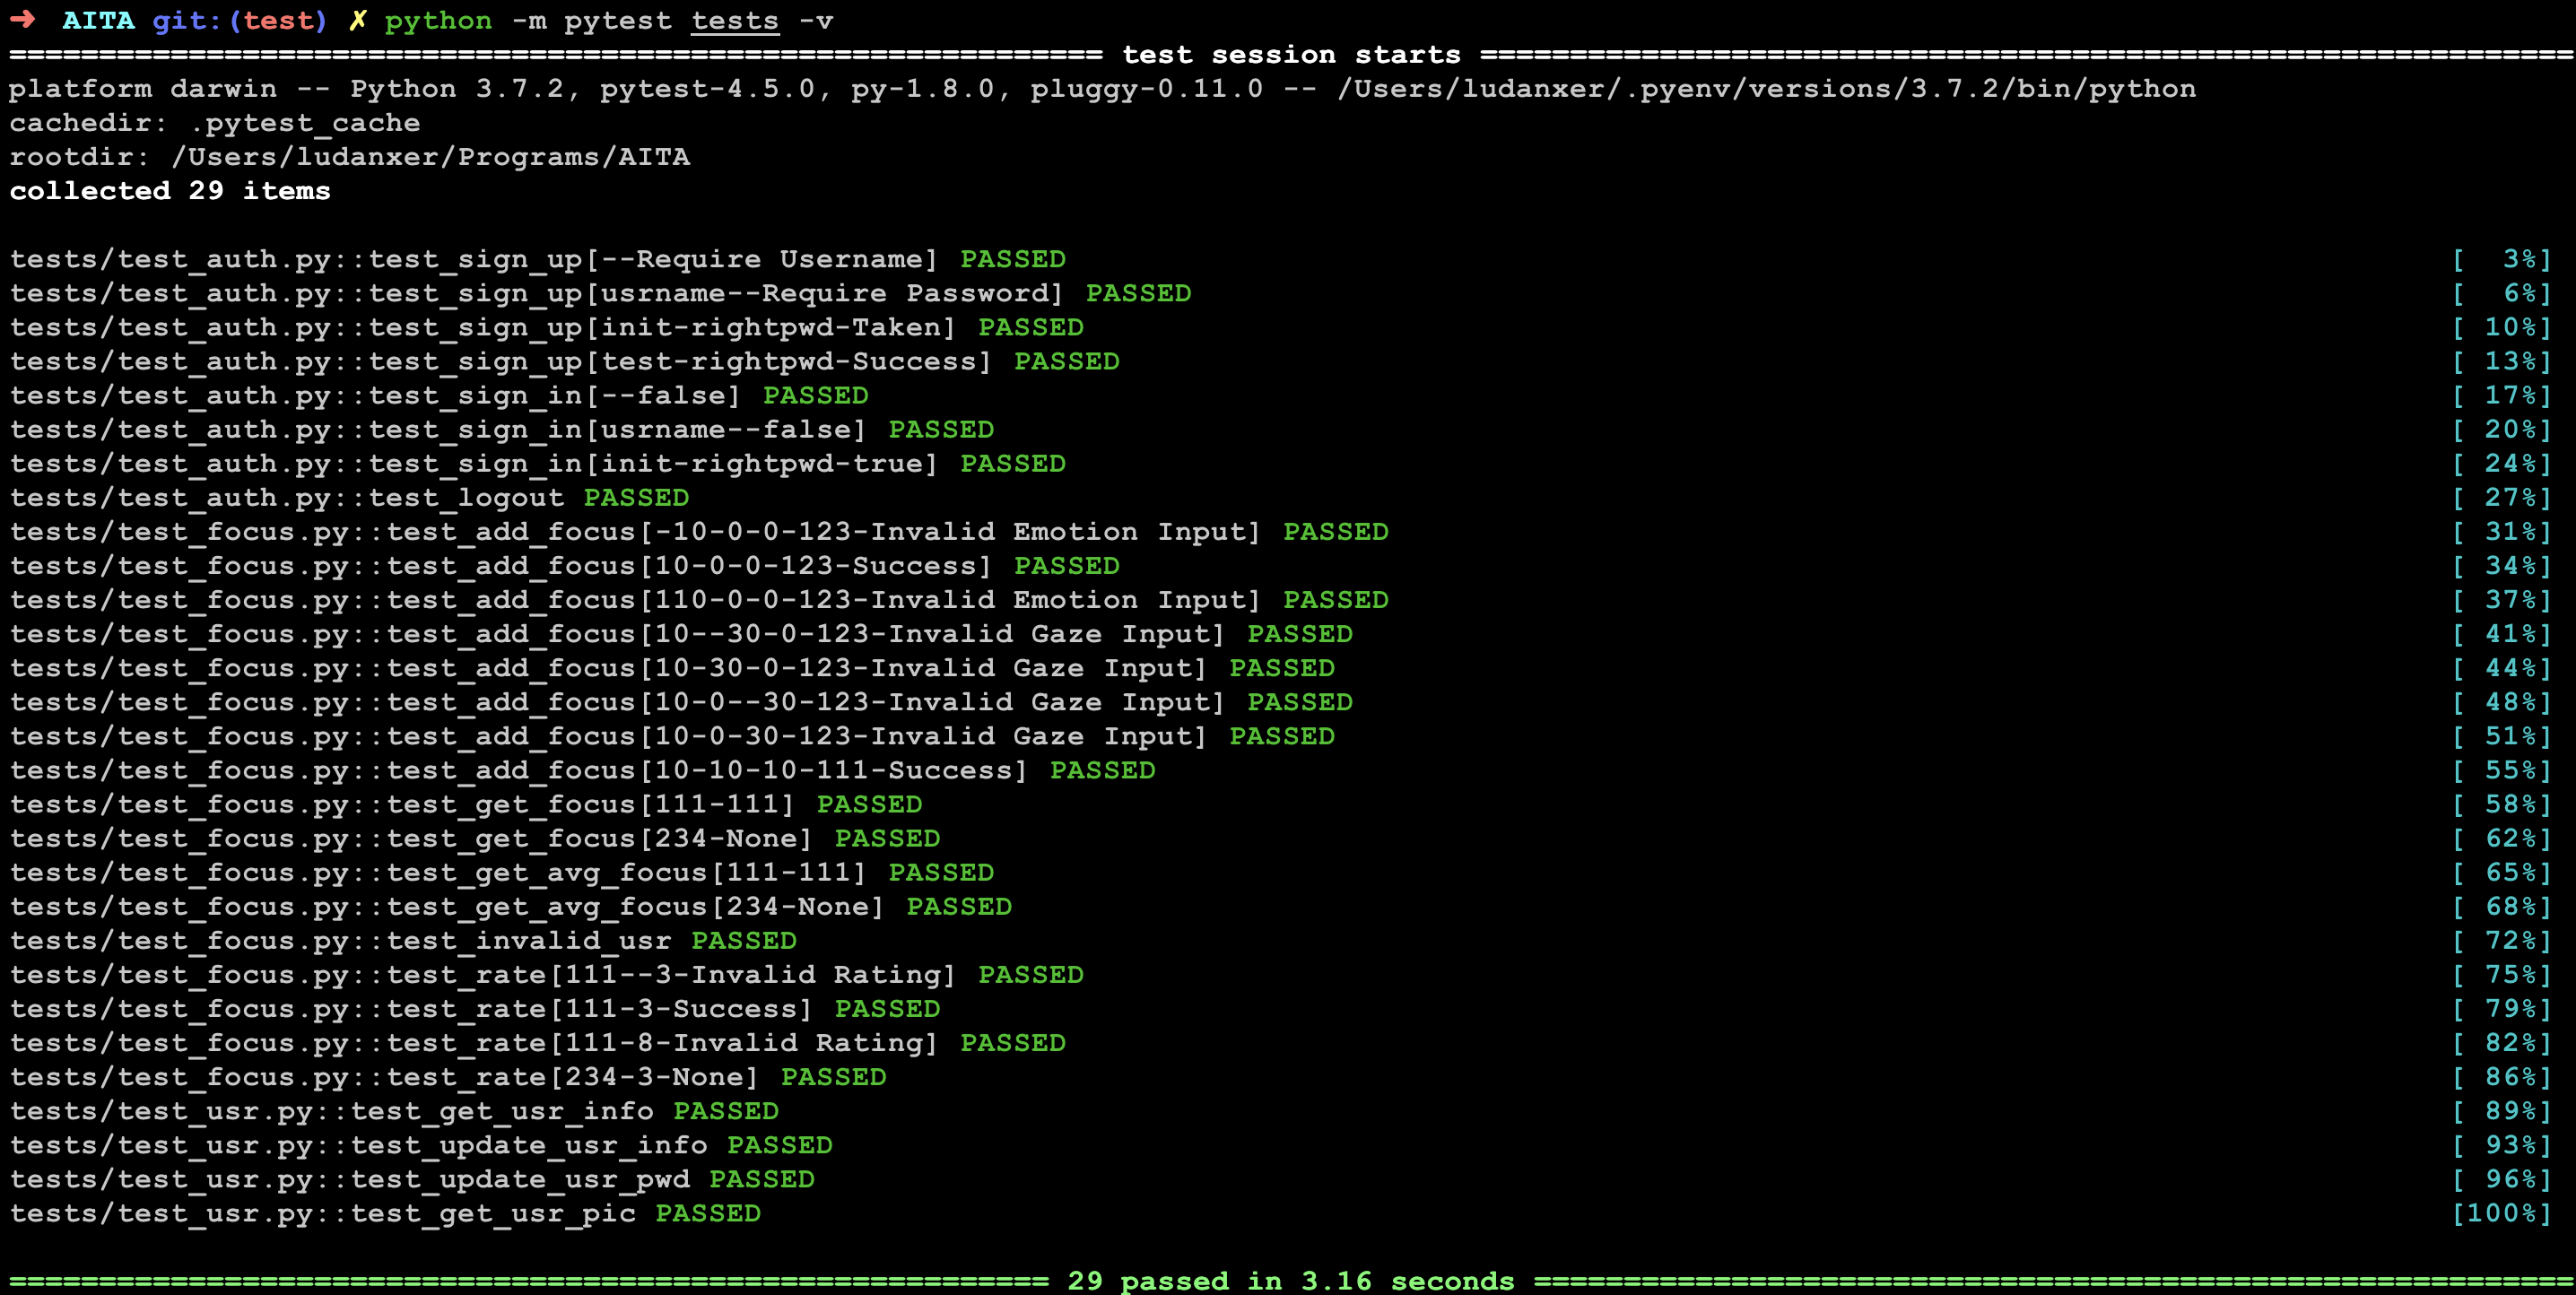 ➜  AITA git:(test) ✗ python -m pytest tests -v
============================================================= test session starts =============================================================
platform darwin -- Python 3.7.2, pytest-4.5.0, py-1.8.0, pluggy-0.11.0 -- /Users/ludanxer/.pyenv/versions/3.7.2/bin/python
cachedir: .pytest_cache
rootdir: /Users/ludanxer/Programs/AITA
collected 29 items
tests/test_auth.py::test_sign_up[--Require Username] PASSED [  3%]
tests/test_auth.py::test_sign_up[usrname--Require Password] PASSED [  6%]
tests/test_auth.py::test_sign_up[init-rightpwd-Taken] PASSED [ 10%]
tests/test_auth.py::test_sign_up[test-rightpwd-Success] PASSED [ 13%]
tests/test_auth.py::test_sign_in[--false] PASSED [ 17%]
tests/test_auth.py::test_sign_in[usrname--false] PASSED [ 20%]
tests/test_auth.py::test_sign_in[init-rightpwd-true] PASSED [ 24%]
tests/test_auth.py::test_logout PASSED [ 27%]
tests/test_focus.py::test_add_focus[-10-0-0-123-Invalid Emotion Input] PASSED [ 31%]
tests/test_focus.py::test_add_focus[10-0-0-123-Success] PASSED [ 34%]
tests/test_focus.py::test_add_focus[110-0-0-123-Invalid Emotion Input] PASSED [ 37%]
tests/test_focus.py::test_add_focus[10--30-0-123-Invalid Gaze Input] PASSED [ 41%]
tests/test_focus.py::test_add_focus[10-30-0-123-Invalid Gaze Input] PASSED [ 44%]
tests/test_focus.py::test_add_focus[10-0--30-123-Invalid Gaze Input] PASSED [ 48%]
tests/test_focus.py::test_add_focus[10-0-30-123-Invalid Gaze Input] PASSED [ 51%]
tests/test_focus.py::test_add_focus[10-10-10-111-Success] PASSED [ 55%]
tests/test_focus.py::test_get_focus[111-111] PASSED [ 58%]
tests/test_focus.py::test_get_focus[234-None] PASSED [ 62%]
tests/test_focus.py::test_get_avg_focus[111-111] PASSED [ 65%]
tests/test_focus.py::test_get_avg_focus[234-None] PASSED [ 68%]
tests/test_focus.py::test_invalid_usr PASSED [ 72%]
tests/test_focus.py::test_rate[111--3-Invalid Rating] PASSED [ 75%]
tests/test_focus.py::test_rate[111-3-Success] PASSED [ 79%]
tests/test_focus.py::test_rate[111-8-Invalid Rating] PASSED [ 82%]
tests/test_focus.py::test_rate[234-3-None] PASSED [ 86%]
tests/test_usr.py::test_get_usr_info PASSED [ 89%]
tests/test_usr.py::test_update_usr_info PASSED [ 93%]
tests/test_usr.py::test_update_usr_pwd PASSED [ 96%]
tests/test_usr.py::test_get_usr_pic PASSED [100%]
========================================================== 29 passed in 3.16 seconds ==========================================================